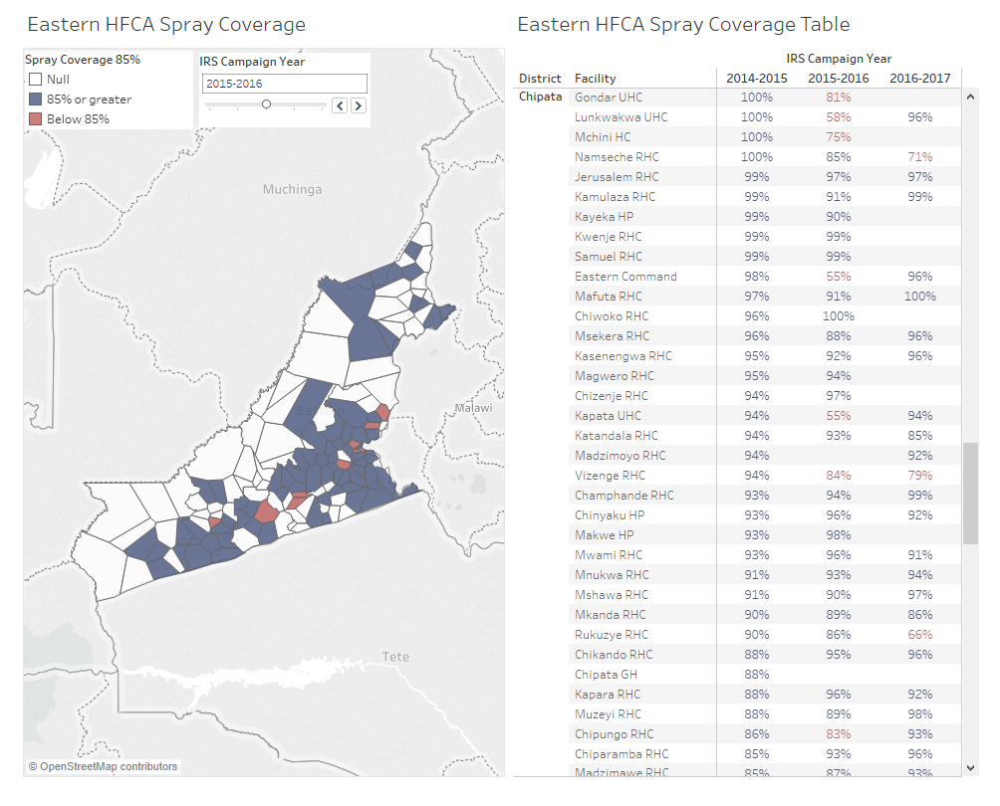 Eastern HFCA Spray Coverage
Spray Coverage 85%
Null
85% or greater
Below 85%
IRS Campaign Year
2015-2016
Muchinga
Eastern
Malawi
Tete
© OpenStreetMap contributors
Eastern HFCA Spray Coverage Table
IRS Campaign Year
District Facility 2014-2015 2015-2016 2016-2017
Chipata Gondar UHC 100% 81%
Lunkwakwa UHC 100% 58% 96%
Mchini HC 100% 75%
Namseche RHC 100% 85% 71%
Jerusalem RHC 99% 97% 97%
Kamulaza RHC 99% 91% 99%
Kayeka HP 99% 90%
Kwenje RHC 99% 99%
Samuel RHC 99% 99%
Eastern Command 98% 55% 96%
Mafuta RHC 97% 91% 100%
Chiwoko RHC 96% 100%
Msekera RHC 96% 88% 96%
Kasenengwa RHC 95% 92% 96%
Magwero RHC 95% 94%
Chizenje RHC 94% 97%
Kapata UHC 94% 55% 94%
Katandala RHC 94% 93% 85%
Madzimoyo RHC 94% 92%
Vizenge RHC 94% 84% 79%
Champhande RHC 93% 94% 99%
Chinyaku HP 93% 96% 92%
Makwe HP 93% 98%
Mwami RHC 93% 96% 91%
Mnukwa RHC 91% 93% 94%
Mshawa RHC 91% 90% 97%
Mkanda RHC 90% 89% 86%
Rukuzye RHC 90% 86% 66%
Chikando RHC 88% 95% 96%
Chipata GH 88%
Kapara RHC 88% 96% 92%
Muzeyi RHC 88% 89% 98%
Chipungo RHC 86% 83% 93%
Chiparamba RHC 85% 93% 96%
Madzimawe RHC 85% 87% 93%